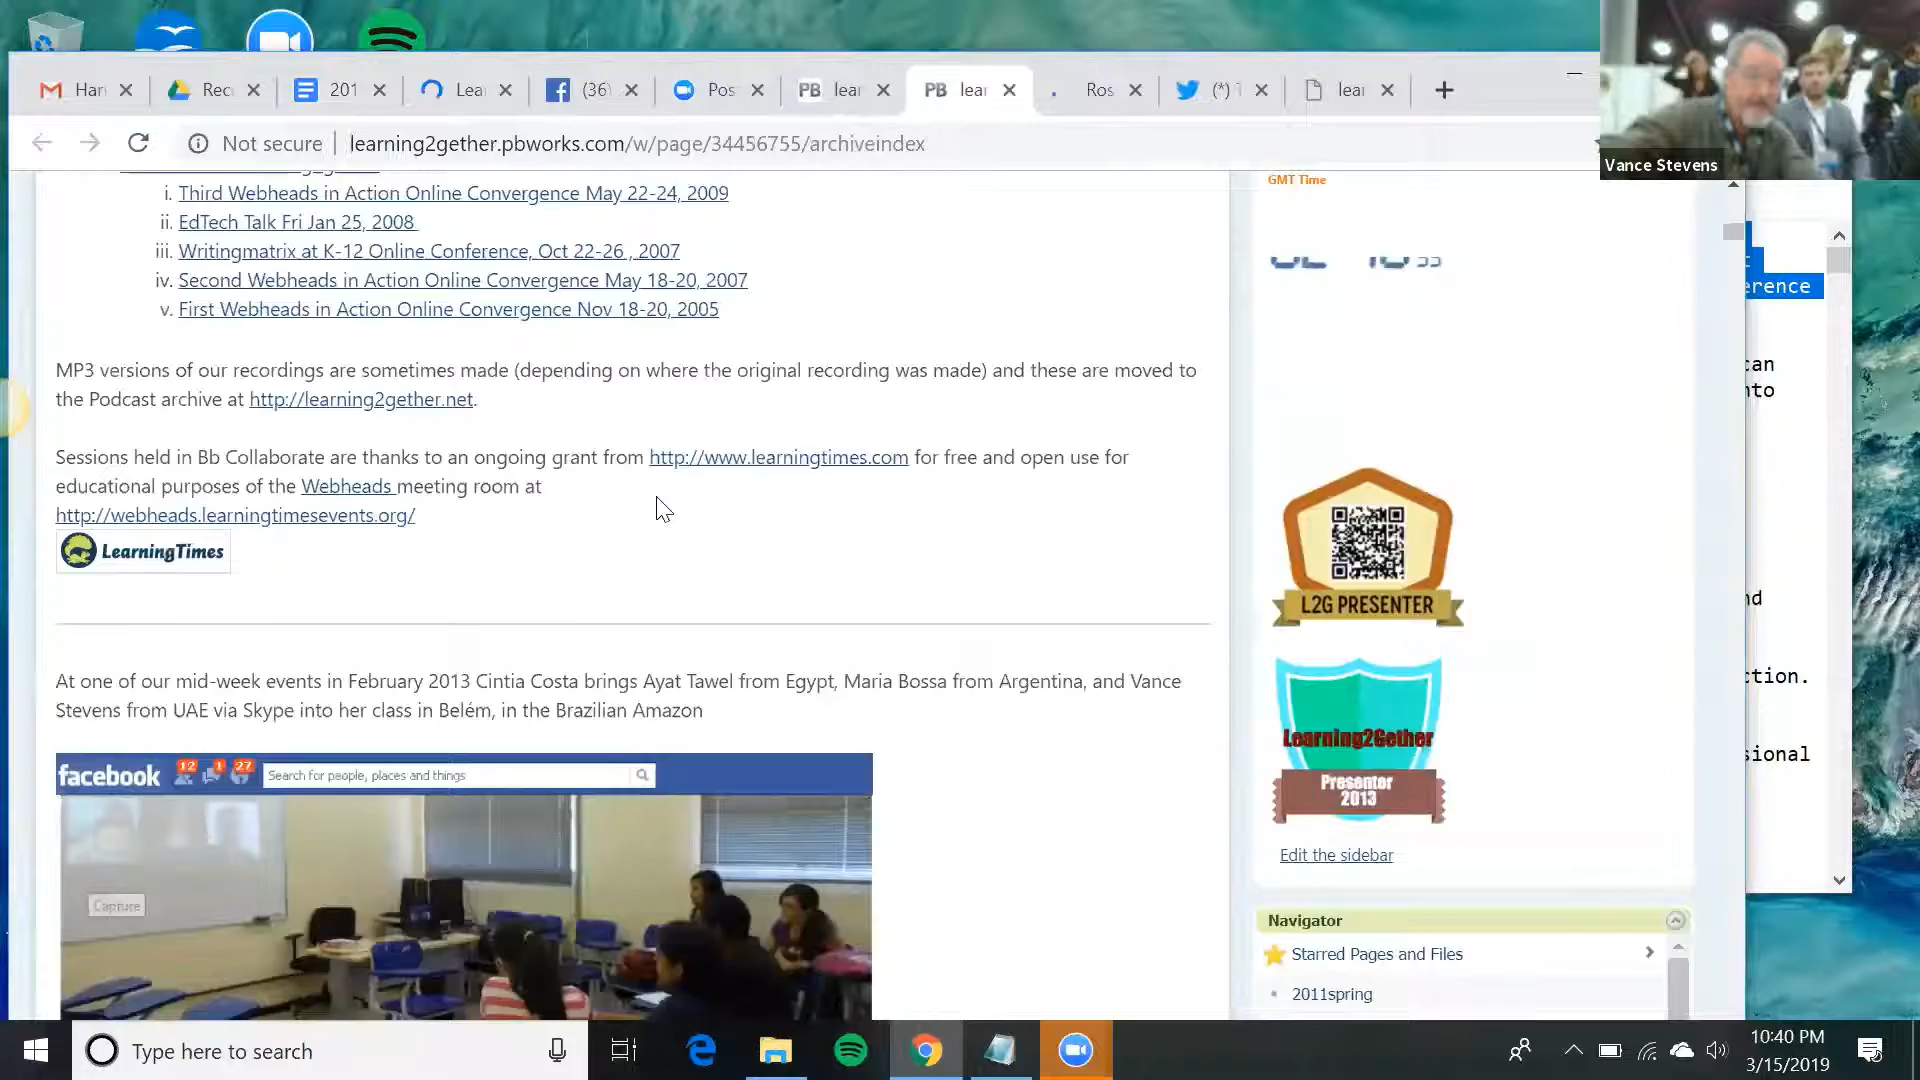 Har
Rec
201
Lea
(36)
Pos
lear
lear
Ros
(*) T
lear
Not secure
learning2gether.pbworks.com/w/page/34456755/archiveindex
Vance Stevens
i. Third Webheads in Action Online Convergence May 22-24, 2009
ii. EdTech Talk Fri Jan 25, 2008
iii. Writingmatrix at K-12 Online Conference, Oct 22-26 , 2007
iv. Second Webheads in Action Online Convergence May 18-20, 2007
v. First Webheads in Action Online Convergence Nov 18-20, 2005
MP3 versions of our recordings are sometimes made (depending on where the original recording was made) and these are moved to
the Podcast archive at http://learning2gether.net.
Sessions held in Bb Collaborate are thanks to an ongoing grant from http://www.learningtimes.com for free and open use for
educational purposes of the Webheads meeting room at
http://webheads.learningtimesevents.org/
LearningTimes
At one of our mid-week events in February 2013 Cintia Costa brings Ayat Tawel from Egypt, Maria Bossa from Argentina, and Vance
Stevens from UAE via Skype into her class in Belém, in the Brazilian Amazon
facebook
12
1
27
Search for people, places and things
Capture
GMT Time
L2G PRESENTER
Learning2Gether
Presentor
2013
Edit the sidebar
Navigator
Starred Pages and Files
2011spring
erence
can
nto
nd
ction.
sional
Type here to search
10:40 PM
3/15/2019